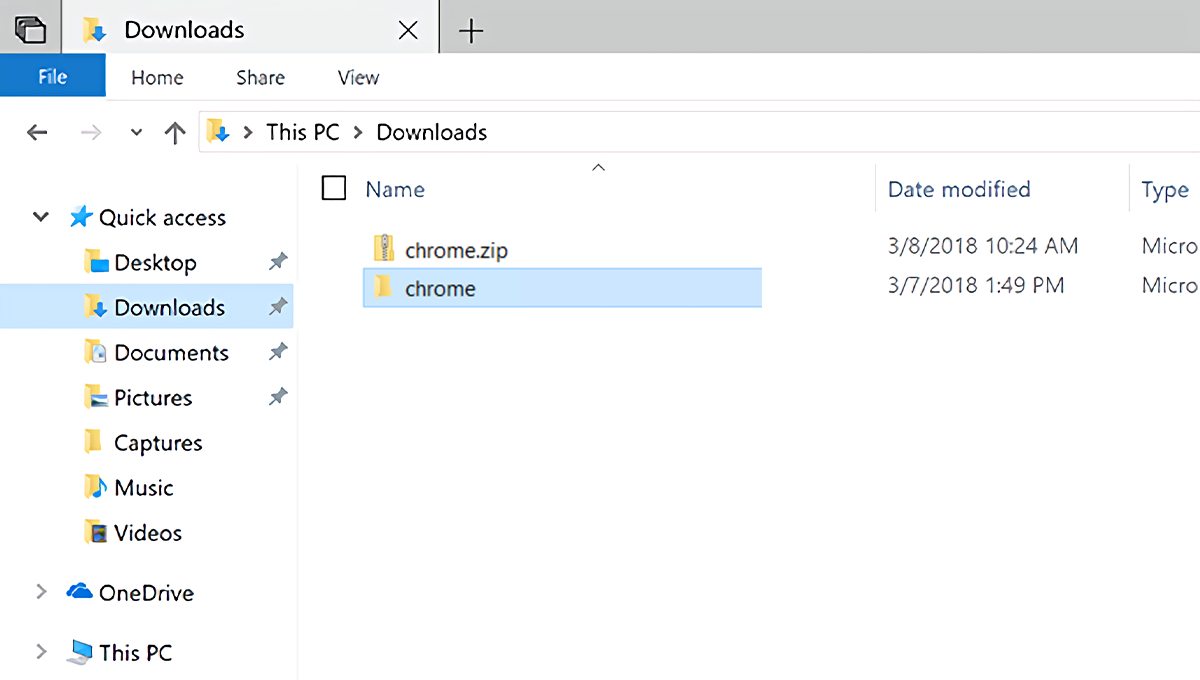 Downloads
File Home Share View
This PC > Downloads
Name Date modified Type
Quick access
Desktop
Downloads
Documents
Pictures
Captures
Music
Videos
OneDrive
This PC
chrome.zip 3/8/2018 10:24 AM Micro
chrome 3/7/2018 1:49 PM Micro